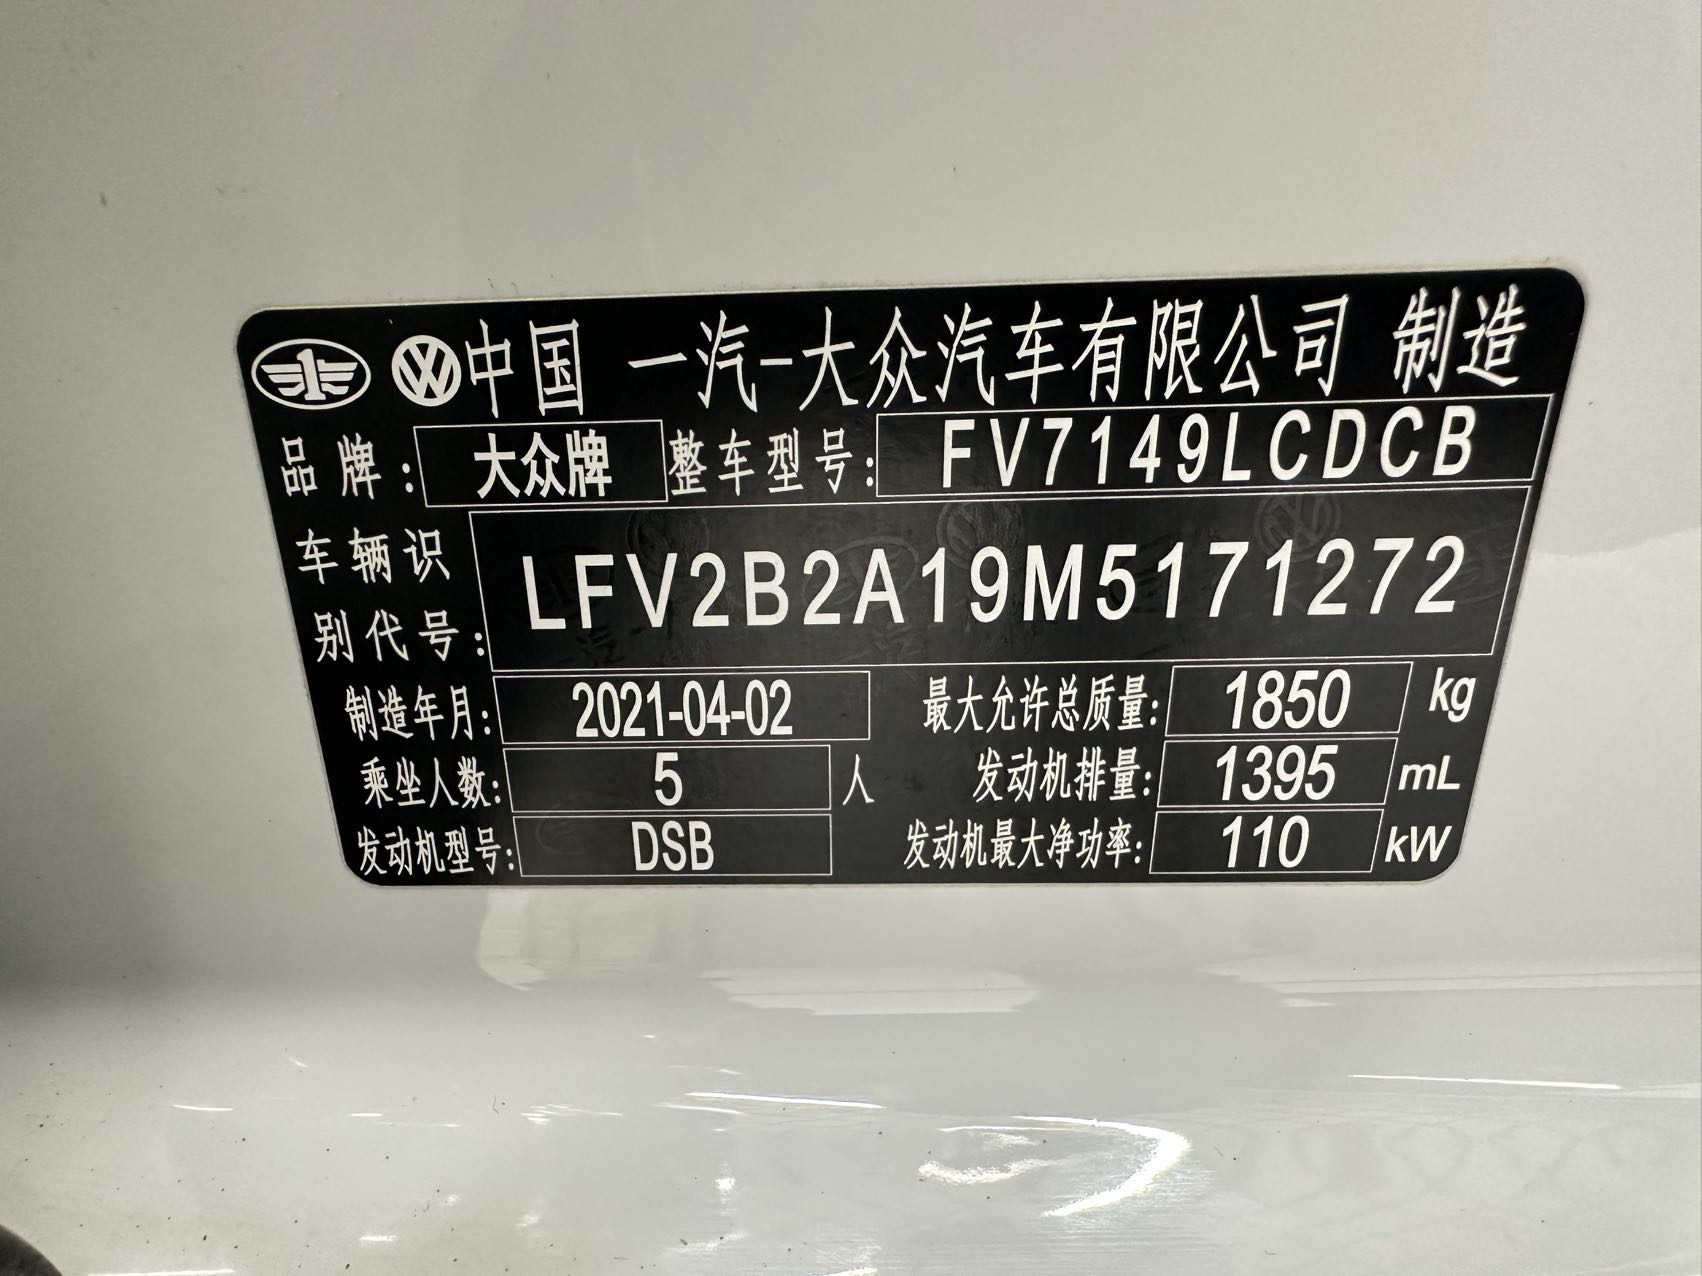 中国 一汽-大众汽车有限公司 制造
品牌: 大众牌 整车型号: FV7149LCDCB
车辆识别代号: LFV2B2A19M5171272
制造年月: 2021-04-02 最大允许总质量: 1850 kg
乘坐人数: 5 人 发动机排量: 1395 mL
发动机型号: DSB 发动机最大净功率: 110 kW